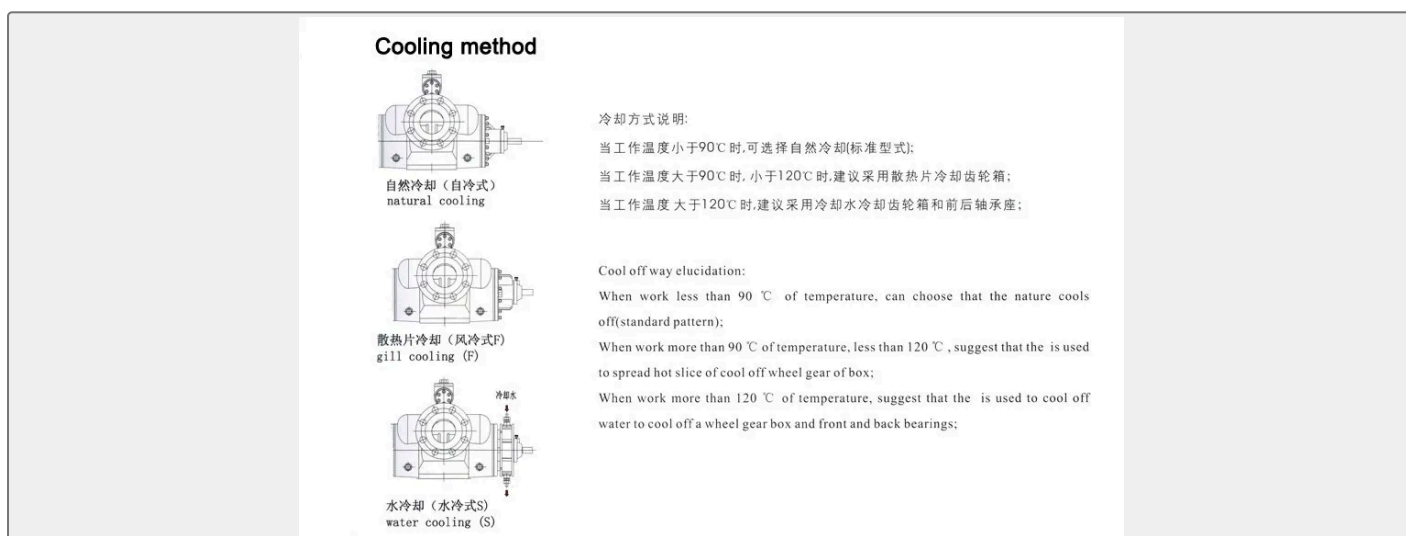 Cooling method
自然冷却（自冷式）
natural cooling
散热片冷却（风冷式F）
gill cooling (F)
冷却水
水冷却（水冷式S）
water cooling (S)
冷却方式说明:
当工作温度小于90℃时,可选择自然冷却(标准型式);
当工作温度大于90℃时, 小于120℃时,建议采用散热片冷却齿轮箱;
当工作温度 大于120℃时,建议采用冷却水冷却齿轮箱和前后轴承座;
Cool off way elucidation:
When work less than 90 ℃ of temperature, can choose that the nature cools
off(standard pattern);
When work more than 90 ℃ of temperature, less than 120 ℃ , suggest that the is used
to spread hot slice of cool off wheel gear of box;
When work more than 120 ℃ of temperature, suggest that the is used to cool off
water to cool off a wheel gear box and front and back bearings;